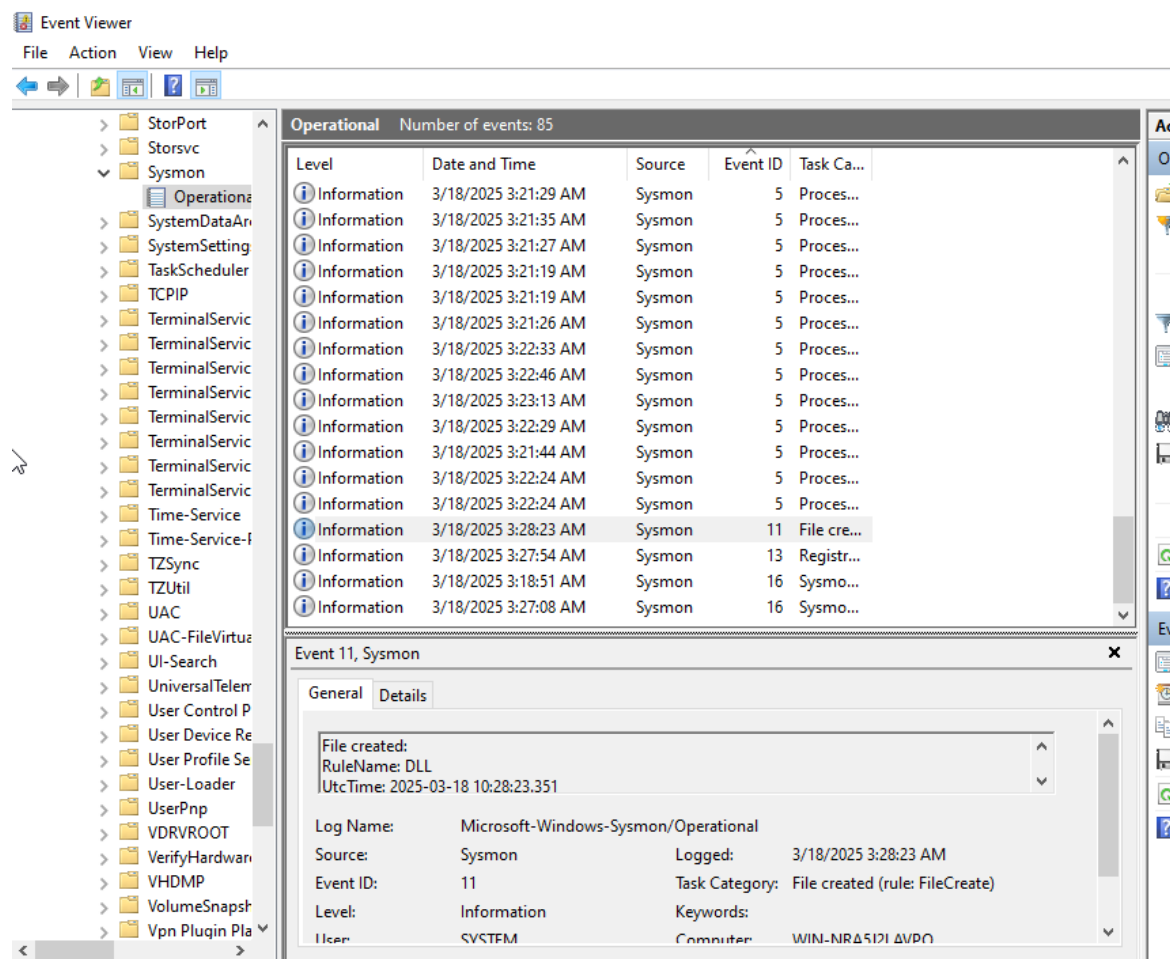 Event Viewer
File Action View Help
StorPort
Storsvc
Sysmon
Operationa
SystemDataAr
SystemSetting
TaskScheduler
TCPIP
TerminalServic
TerminalServic
TerminalServic
TerminalServic
TerminalServic
TerminalServic
TerminalServic
TerminalServic
Time-Service
Time-Service-P
TZSync
TZUtil
UAC
UAC-FileVirtua
UI-Search
UniversalTelem
User Control P
User Device Re
User Profile Se
User-Loader
UserPnp
VDRVROOT
VerifyHardwar
VHDMP
VolumeSnapsh
Vpn Plugin Pla
Operational Number of events: 85
Level Date and Time Source Event ID Task Ca...
Information 3/18/2025 3:21:29 AM Sysmon 5 Proces...
Information 3/18/2025 3:21:35 AM Sysmon 5 Proces...
Information 3/18/2025 3:21:27 AM Sysmon 5 Proces...
Information 3/18/2025 3:21:19 AM Sysmon 5 Proces...
Information 3/18/2025 3:21:19 AM Sysmon 5 Proces...
Information 3/18/2025 3:21:26 AM Sysmon 5 Proces...
Information 3/18/2025 3:22:33 AM Sysmon 5 Proces...
Information 3/18/2025 3:22:46 AM Sysmon 5 Proces...
Information 3/18/2025 3:23:13 AM Sysmon 5 Proces...
Information 3/18/2025 3:22:29 AM Sysmon 5 Proces...
Information 3/18/2025 3:21:44 AM Sysmon 5 Proces...
Information 3/18/2025 3:22:24 AM Sysmon 5 Proces...
Information 3/18/2025 3:22:24 AM Sysmon 5 Proces...
Information 3/18/2025 3:28:23 AM Sysmon 11 File cre...
Information 3/18/2025 3:27:54 AM Sysmon 13 Registr...
Information 3/18/2025 3:18:51 AM Sysmon 16 Sysmo...
Information 3/18/2025 3:27:08 AM Sysmon 16 Sysmo...
Event 11, Sysmon
General Details
File created:
RuleName: DLL
UtcTime: 2025-03-18 10:28:23.351
Log Name: Microsoft-Windows-Sysmon/Operational
Source: Sysmon Logged: 3/18/2025 3:28:23 AM
Event ID: 11 Task Category: File created (rule: FileCreate)
Level: Information Keywords:
User: SYSTEM Computer:
Ac
O
Ev